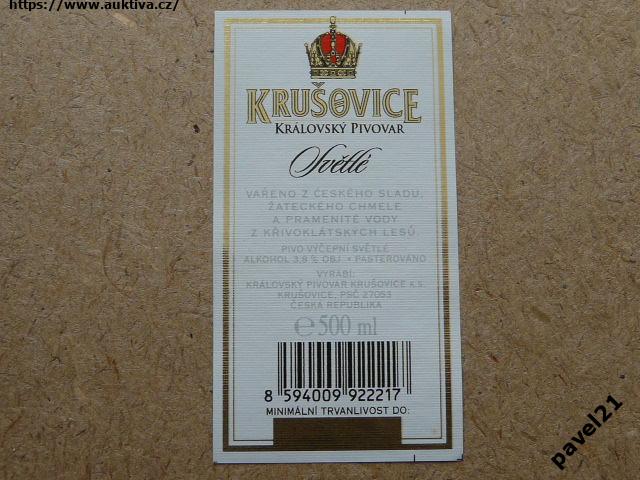 https://www.auktiva.cz/
KRUŠOVICE
KRÁLOVSKÝ PIVOVAR
Světlé
VAŘENO Z ČESKÉHO SLADU,
ŽATECKÉHO CHMELE
A PRAMENITÉ VODY
Z KŘIVOKLÁTSKÝCH LESŮ.
PIVO VÝČEPNÍ SVĚTLÉ
ALKOHOL 3,8 % OBJ. • PASTEROVÁNO
VYRÁBÍ:
KRÁLOVSKÝ PIVOVAR KRUŠOVICE A.S.
KRUŠOVICE, PSČ 27053
ČESKÁ REPUBLIKA
℮ 500 ml
8 594009 922217
MINIMÁLNÍ TRVANLIVOST DO:
pavel21